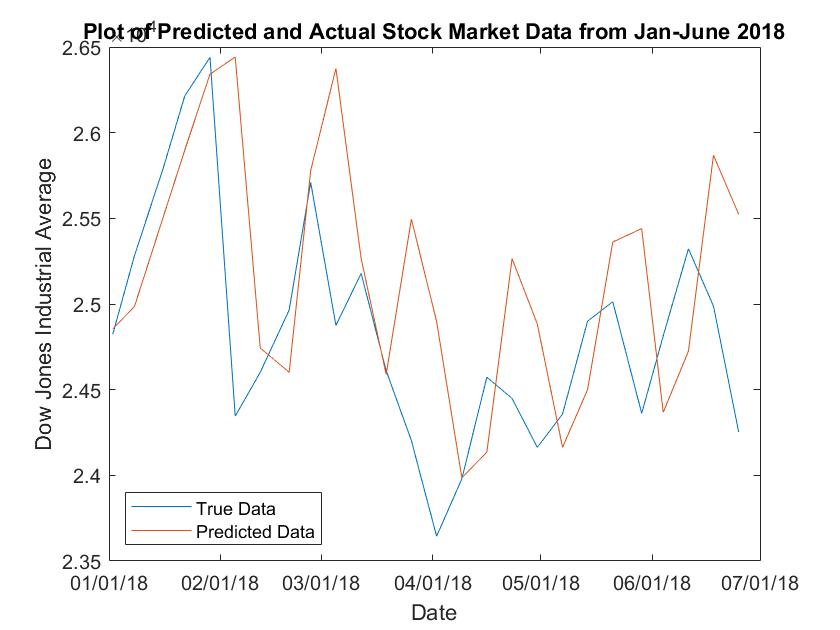 Plot of Predicted and Actual Stock Market Data from Jan-June 2018
×10^4
2.65
2.6
2.55
2.5
2.45
2.4
2.35
Dow Jones Industrial Average
True Data
Predicted Data
01/01/18 02/01/18 03/01/18 04/01/18 05/01/18 06/01/18 07/01/18
Date